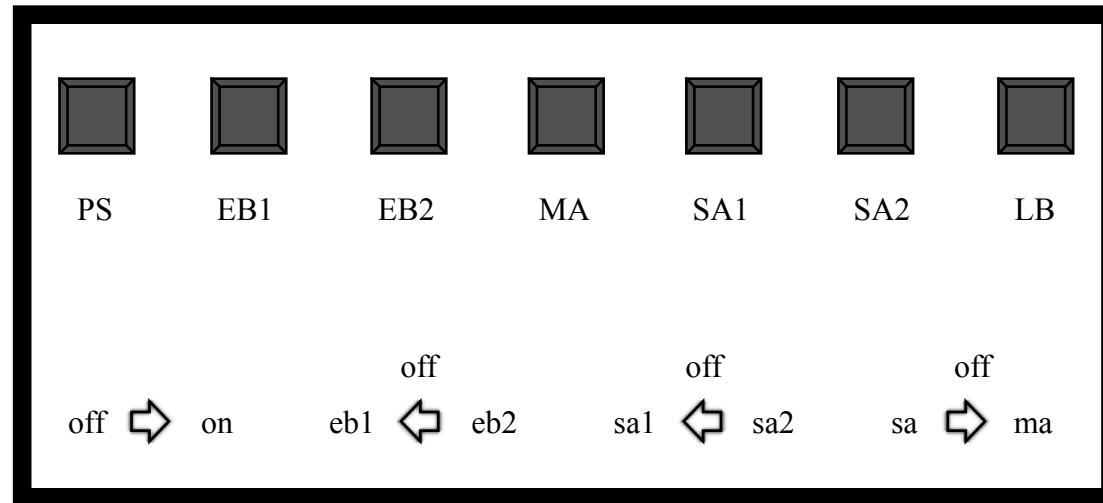 PS EB1 EB2 MA SA1 SA2 LB
off off off
off on eb1 eb2 sa1 sa2 sa ma